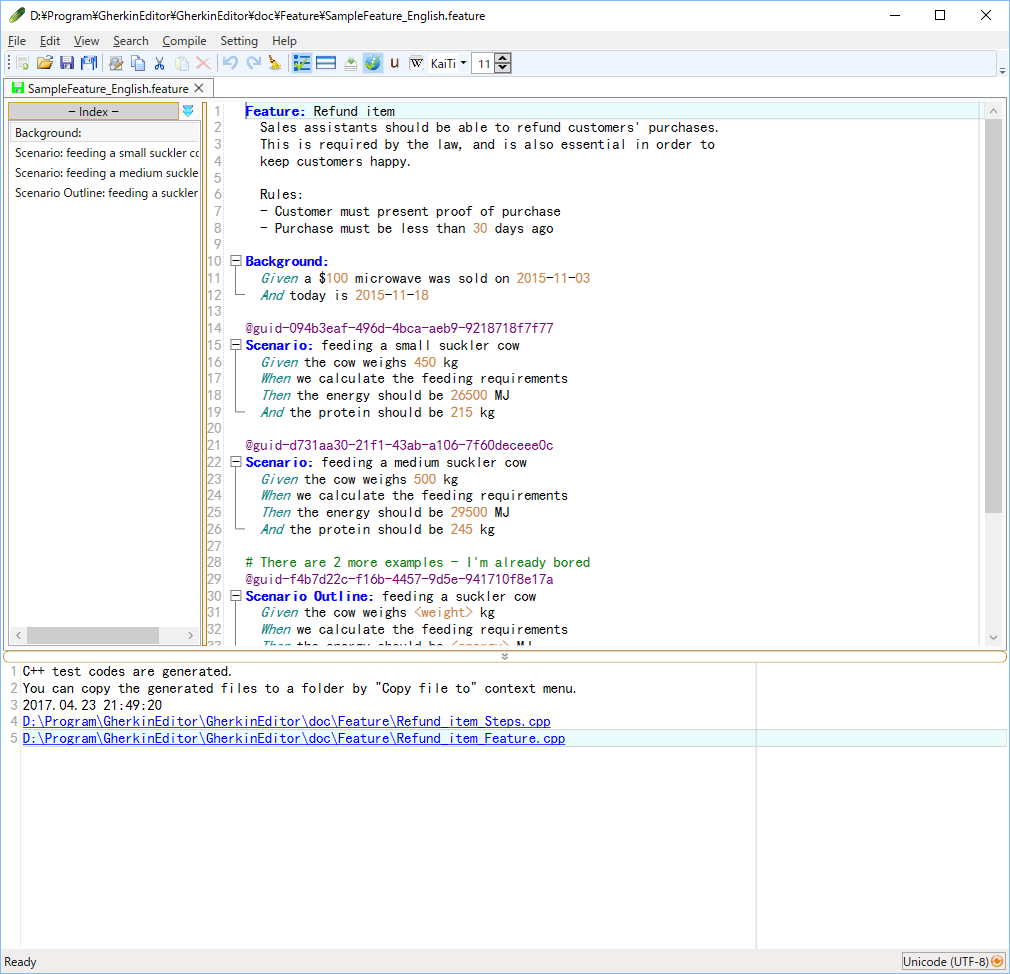 D:¥Program¥GherkinEditor¥GherkinEditor¥doc¥Feature¥SampleFeature_English.feature
File Edit View Search Compile Setting Help
u W KaiTi 11
SampleFeature_English.feature
− Index −
Background:
Scenario: feeding a small suckler co
Scenario: feeding a medium suckle
Scenario Outline: feeding a suckler
1 Feature: Refund item
2 Sales assistants should be able to refund customers' purchases.
3 This is required by the law, and is also essential in order to
4 keep customers happy.
5
6 Rules:
7 - Customer must present proof of purchase
8 - Purchase must be less than 30 days ago
9
10 Background:
11 Given a $100 microwave was sold on 2015-11-03
12 And today is 2015-11-18
13
14 @guid-094b3eaf-496d-4bca-aeb9-9218718f7f77
15 Scenario: feeding a small suckler cow
16 Given the cow weighs 450 kg
17 When we calculate the feeding requirements
18 Then the energy should be 26500 MJ
19 And the protein should be 215 kg
20
21 @guid-d731aa30-21f1-43ab-a106-7f60deceee0c
22 Scenario: feeding a medium suckler cow
23 Given the cow weighs 500 kg
24 When we calculate the feeding requirements
25 Then the energy should be 29500 MJ
26 And the protein should be 245 kg
27
28 # There are 2 more examples - I'm already bored
29 @guid-f4b7d22c-f16b-4457-9d5e-941710f8e17a
30 Scenario Outline: feeding a suckler cow
31 Given the cow weighs <weight> kg
32 When we calculate the feeding requirements
33 Then the energy should be <energy> MJ
1 C++ test codes are generated.
2 You can copy the generated files to a folder by "Copy file to" context menu.
3 2017.04.23 21:49:20
4 D:\Program\GherkinEditor\GherkinEditor\doc\Feature\Refund_item_Steps.cpp
5 D:\Program\GherkinEditor\GherkinEditor\doc\Feature\Refund_item_Feature.cpp
Ready
Unicode (UTF-8)